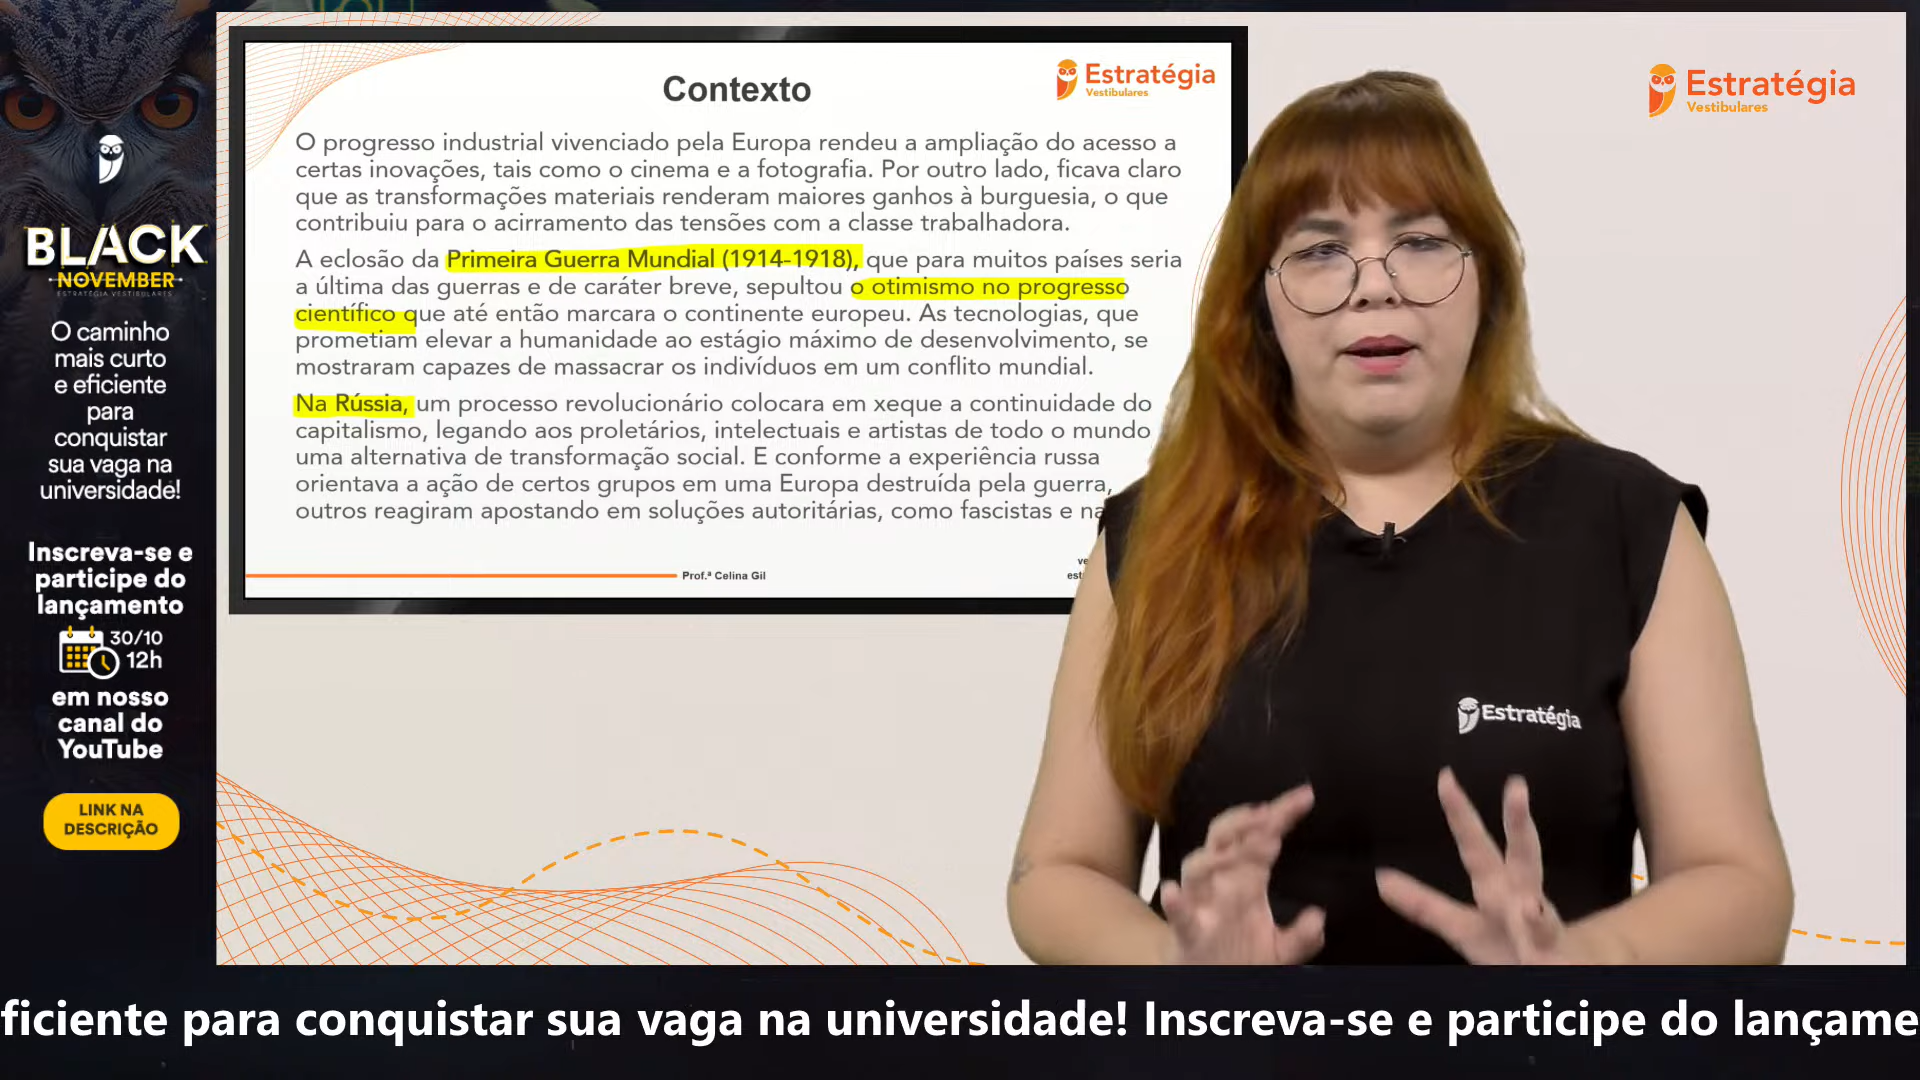 BLACK
NOVEMBER
ESTRATÉGIA VESTIBULARES
O caminho
mais curto
e eficiente
para
conquistar
sua vaga na
universidade!
Inscreva-se e
participe do
lançamento
30/10
12h
em nosso
canal do
YouTube
LINK NA
DESCRIÇÃO
Contexto
Estratégia
Vestibulares
O progresso industrial vivenciado pela Europa rendeu a ampliação do acesso a
certas inovações, tais como o cinema e a fotografia. Por outro lado, ficava claro
que as transformações materiais renderam maiores ganhos à burguesia, o que
contribuiu para o acirramento das tensões com a classe trabalhadora.
A eclosão da Primeira Guerra Mundial (1914-1918), que para muitos países seria
a última das guerras e de caráter breve, sepultou o otimismo no progresso
científico que até então marcara o continente europeu. As tecnologias, que
prometiam elevar a humanidade ao estágio máximo de desenvolvimento, se
mostraram capazes de massacrar os indivíduos em um conflito mundial.
Na Rússia, um processo revolucionário colocara em xeque a continuidade do
capitalismo, legando aos proletários, intelectuais e artistas de todo o mundo
uma alternativa de transformação social. E conforme a experiência russa
orientava a ação de certos grupos em uma Europa destruída pela guerra,
outros reagiram apostando em soluções autoritárias, como fascistas e na
Prof.ª Celina Gil
ve
est
Estratégia
Vestibulares
Estratégia
ficiente para conquistar sua vaga na universidade! Inscreva-se e participe do lançame